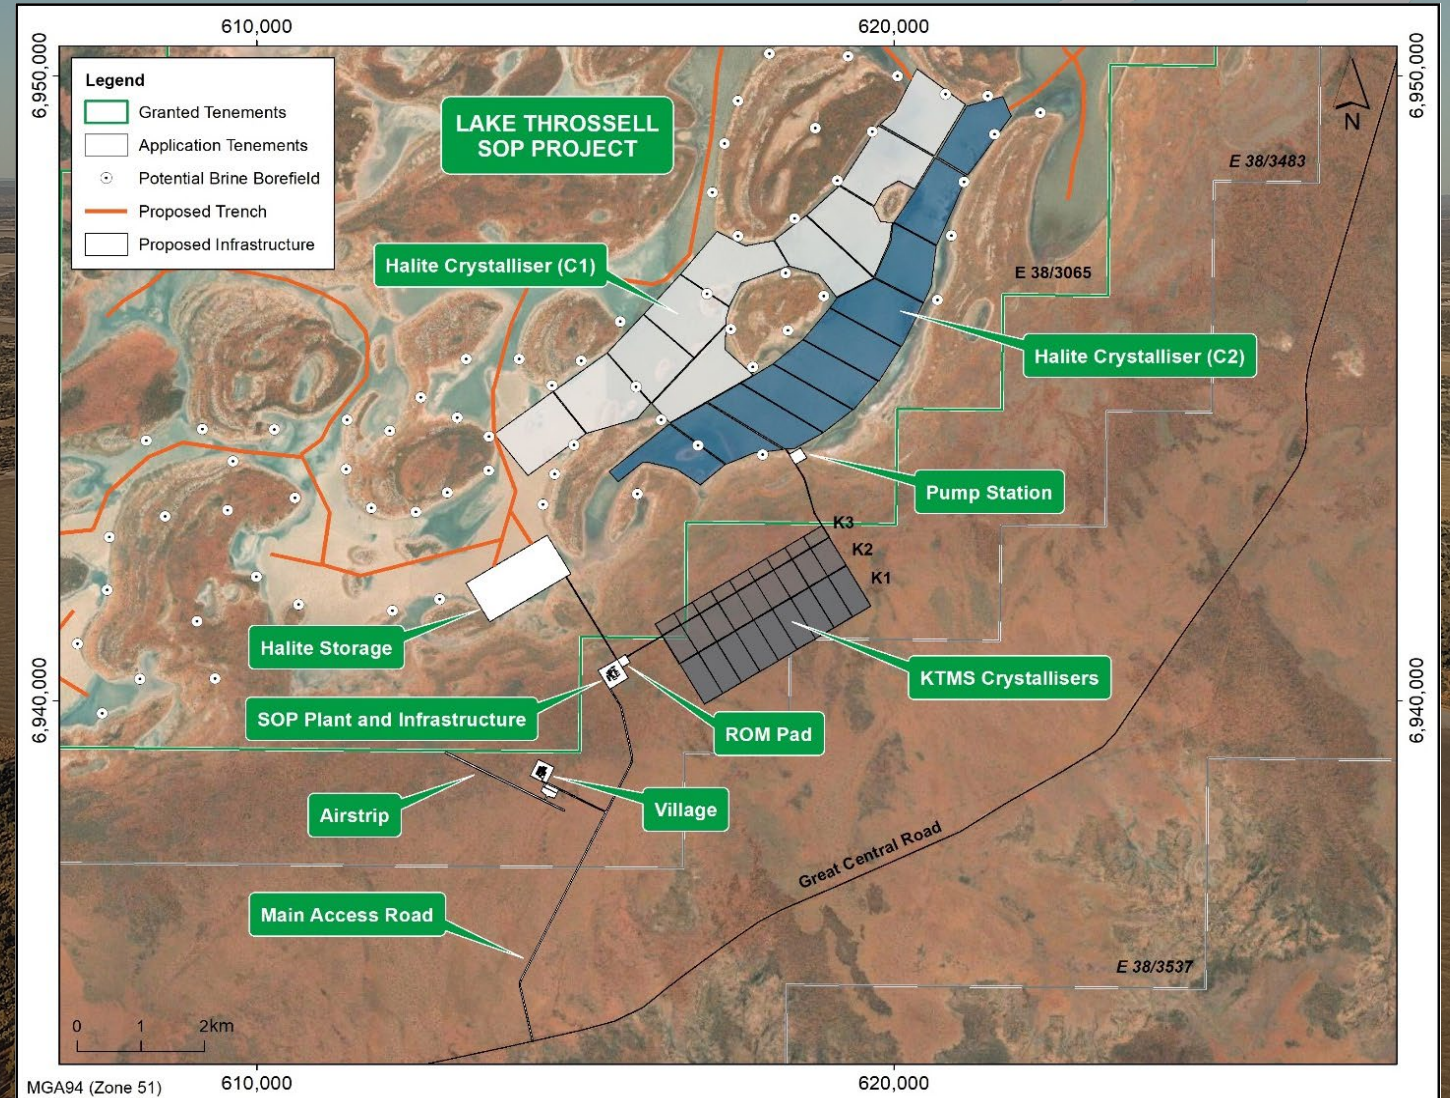 610,000
620,000
6,950,000
6,950,000
Legend
Granted Tenements
Application Tenements
Potential Brine Borefield
Proposed Trench
Proposed Infrastructure
LAKE THROSSELL
SOP PROJECT
N
E 38/3483
Halite Crystalliser (C1)
E 38/3065
Halite Crystalliser (C2)
Pump Station
K3
K2
K1
Halite Storage
KTMS Crystallisers
SOP Plant and Infrastructure
ROM Pad
6,940,000
6,940,000
Airstrip
Village
Great Central Road
Main Access Road
E 38/3537
0 1 2km
MGA94 (Zone 51)
610,000
620,000